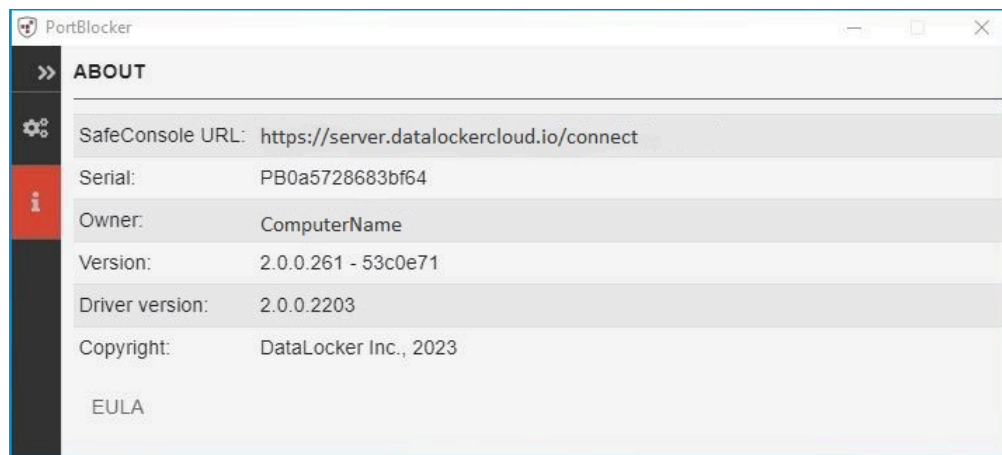 PortBlocker
ABOUT
SafeConsole URL: https://server.datalockercloud.io/connect
Serial: PB0a5728683bf64
Owner: ComputerName
Version: 2.0.0.261 - 53c0e71
Driver version: 2.0.0.2203
Copyright: DataLocker Inc., 2023
EULA